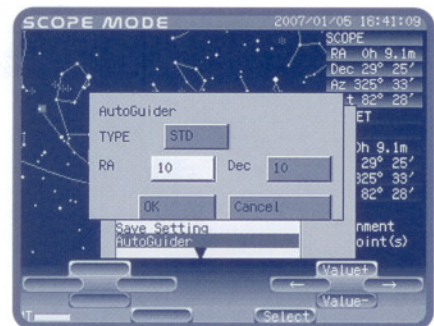 SCOPE MODE
2007/01/05 16:41:09
SCOPE
RA 0h 9.1m
Dec 29° 25′
Az 325° 33′
t 82° 28′
ET
0h 9.1m
29° 25′
325° 33′
82° 28′
nment
oint(s)
AutoGuider
TYPE STD
RA 10 Dec 10
OK Cancel
Save Setting
AutoGuider
Value+
← →
Value-
Select